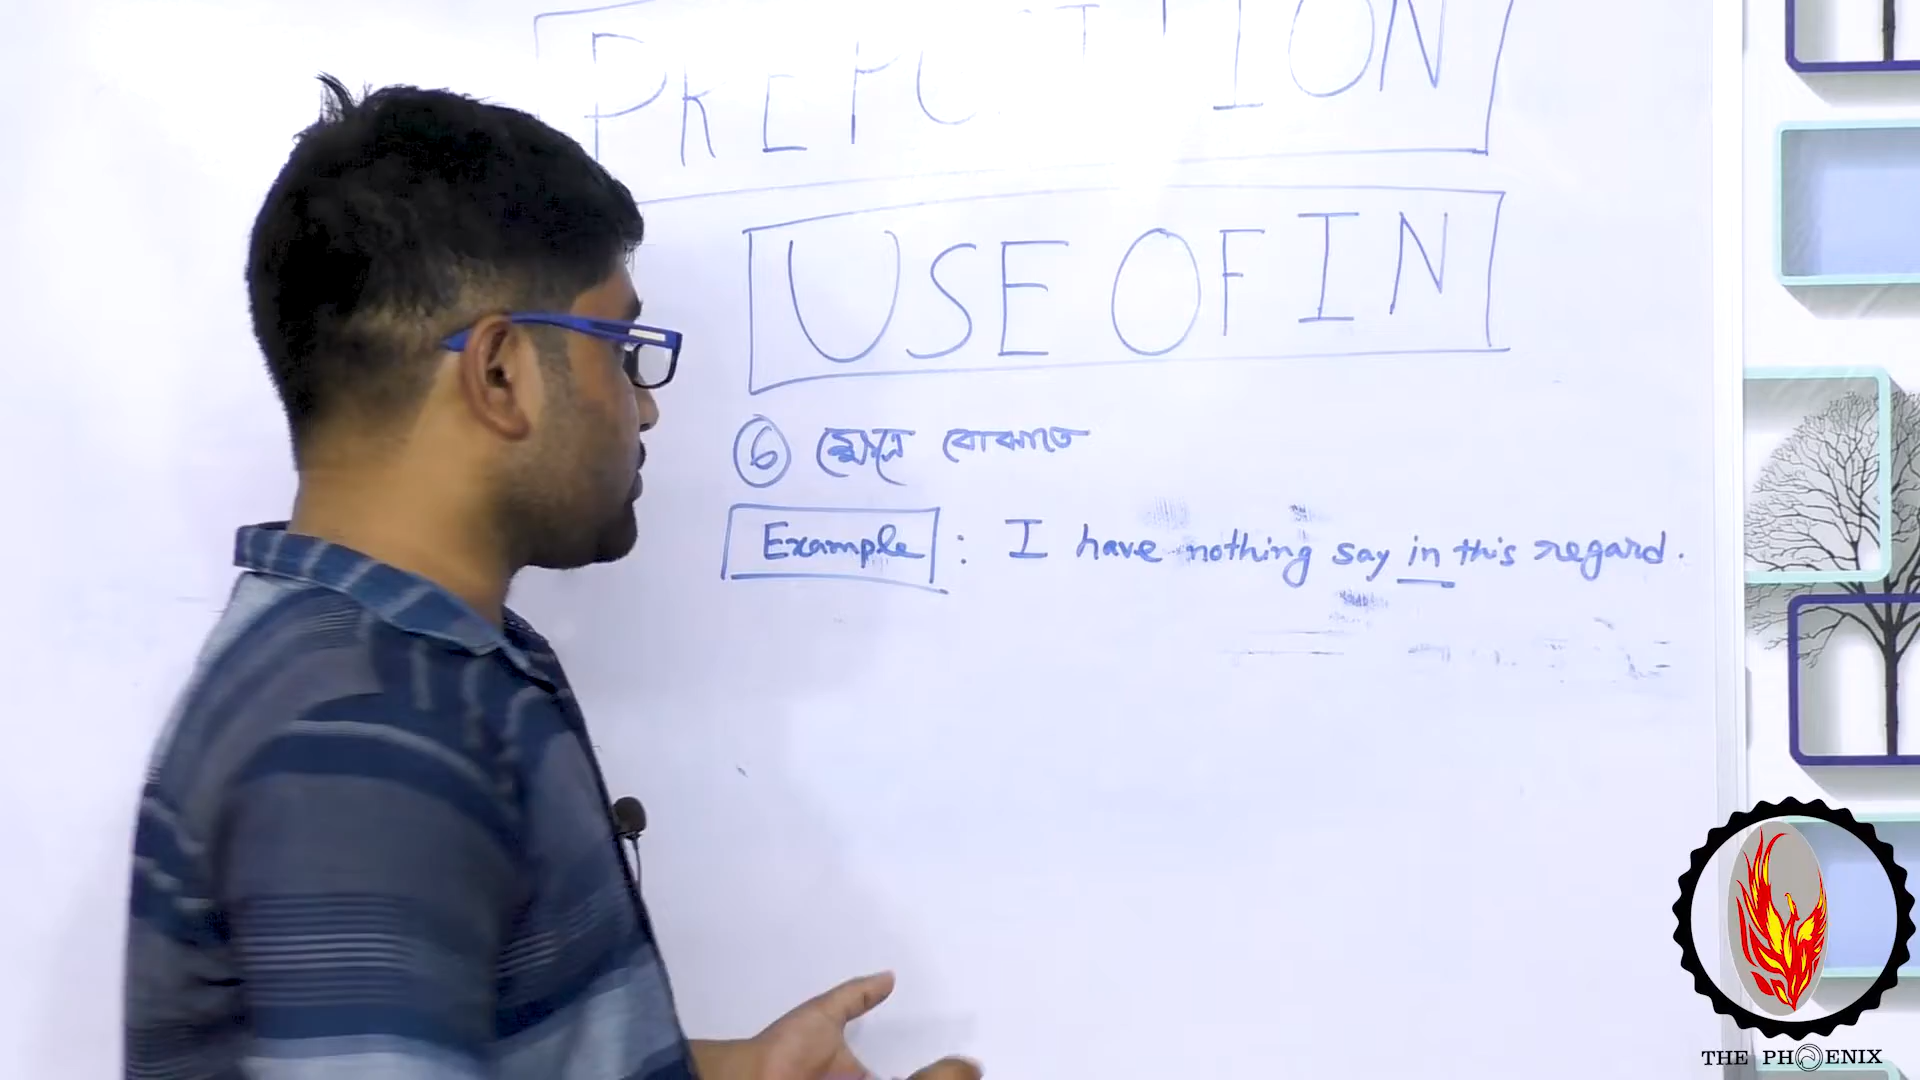 PREPOSITION
USE OF IN
6 ক্ষেত্রে বোঝাতে
Example : I have nothing say in this regard.
THE PHOENIX